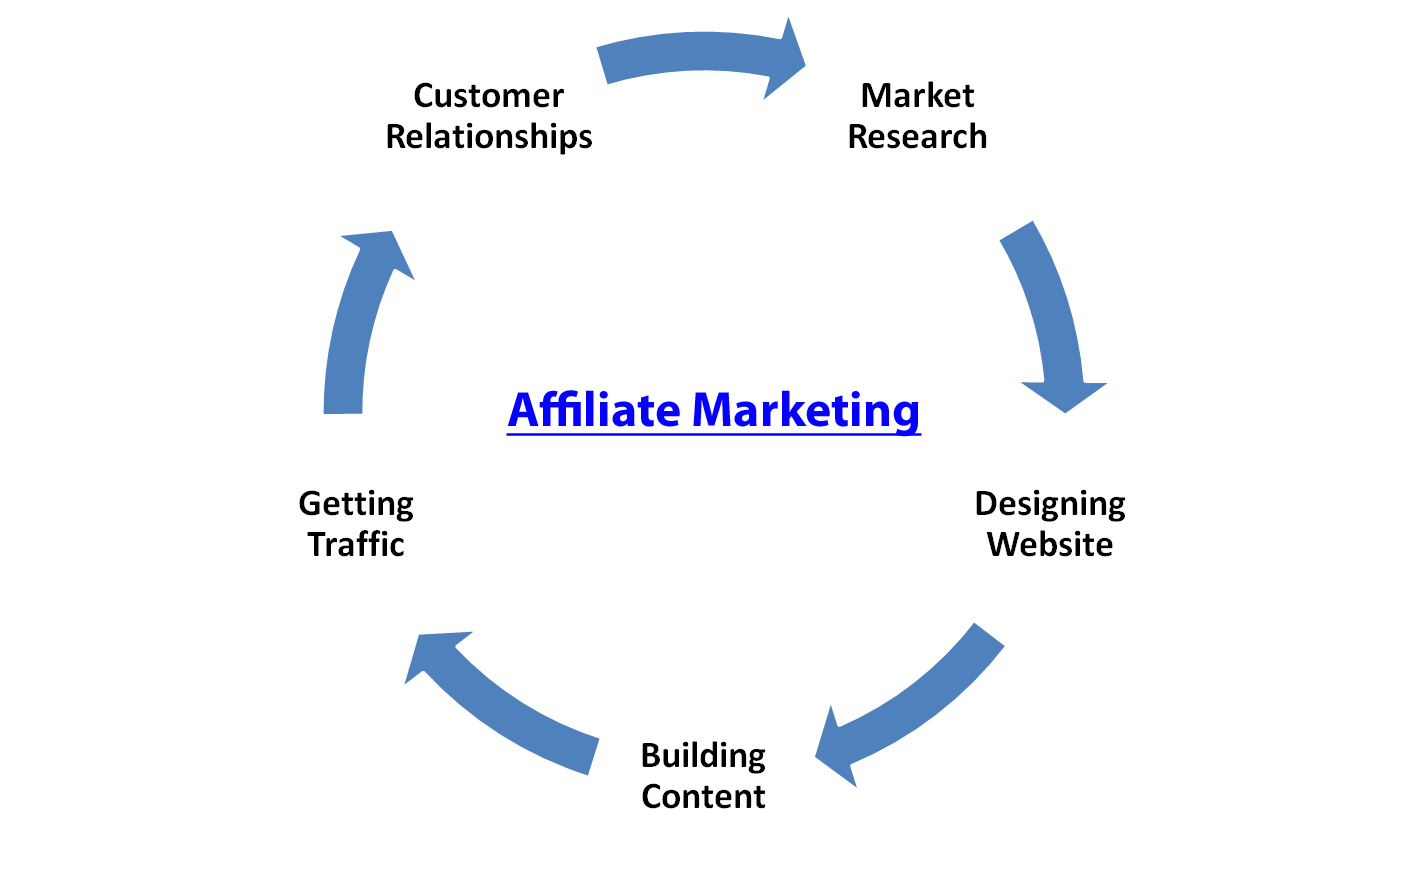 Customer
Relationships
Market
Research
Affiliate Marketing
Getting
Traffic
Designing
Website
Building
Content